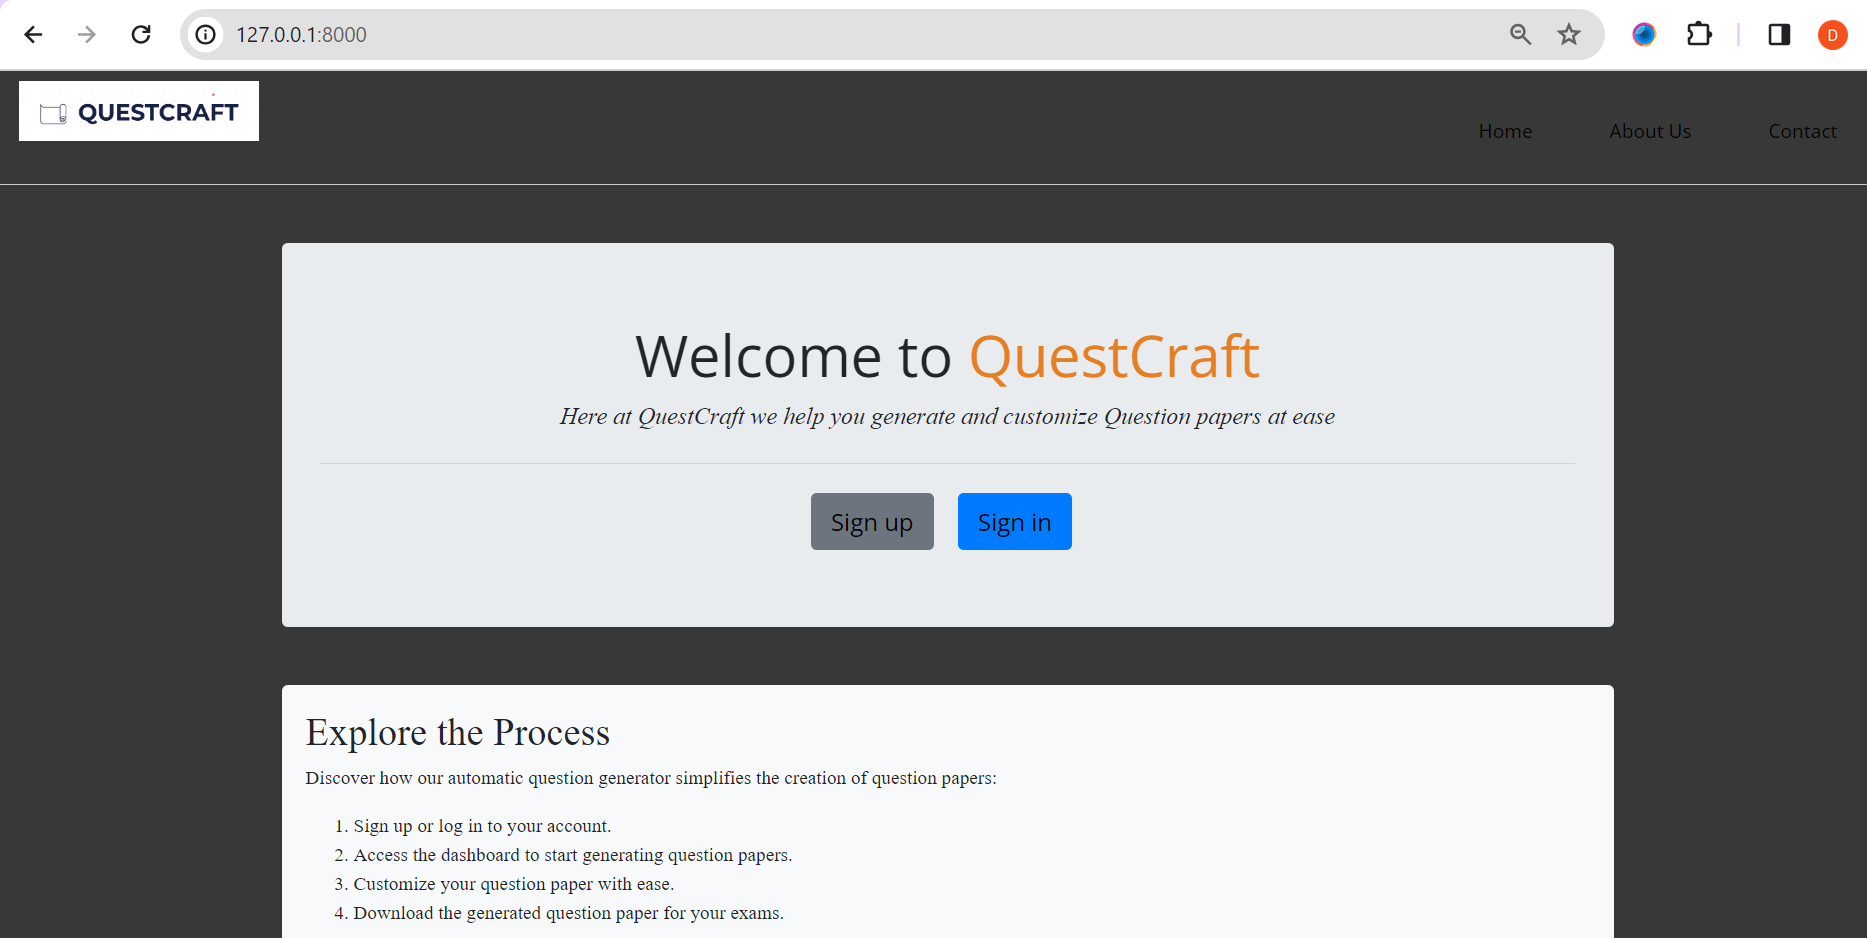 127.0.0.1:8000
D
QUESTCRAFT
Home About Us Contact
Welcome to QuestCraft
Here at QuestCraft we help you generate and customize Question papers at ease
Sign up Sign in
Explore the Process
Discover how our automatic question generator simplifies the creation of question papers:
1. Sign up or log in to your account.
2. Access the dashboard to start generating question papers.
3. Customize your question paper with ease.
4. Download the generated question paper for your exams.